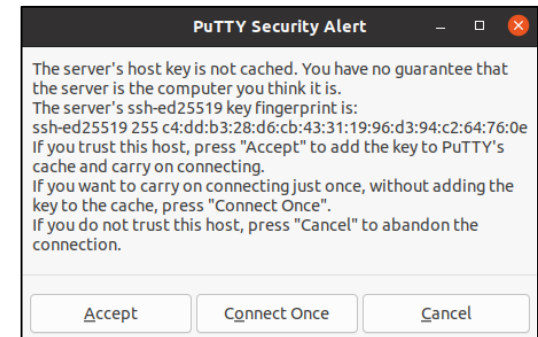 PuTTY Security Alert
The server's host key is not cached. You have no guarantee that
the server is the computer you think it is.
The server's ssh-ed25519 key fingerprint is:
ssh-ed25519 255 c4:dd:b3:28:d6:cb:43:31:19:96:d3:94:c2:64:76:0e
If you trust this host, press "Accept" to add the key to PuTTY's
cache and carry on connecting.
If you want to carry on connecting just once, without adding the
key to the cache, press "Connect Once".
If you do not trust this host, press "Cancel" to abandon the
connection.
Accept Connect Once Cancel